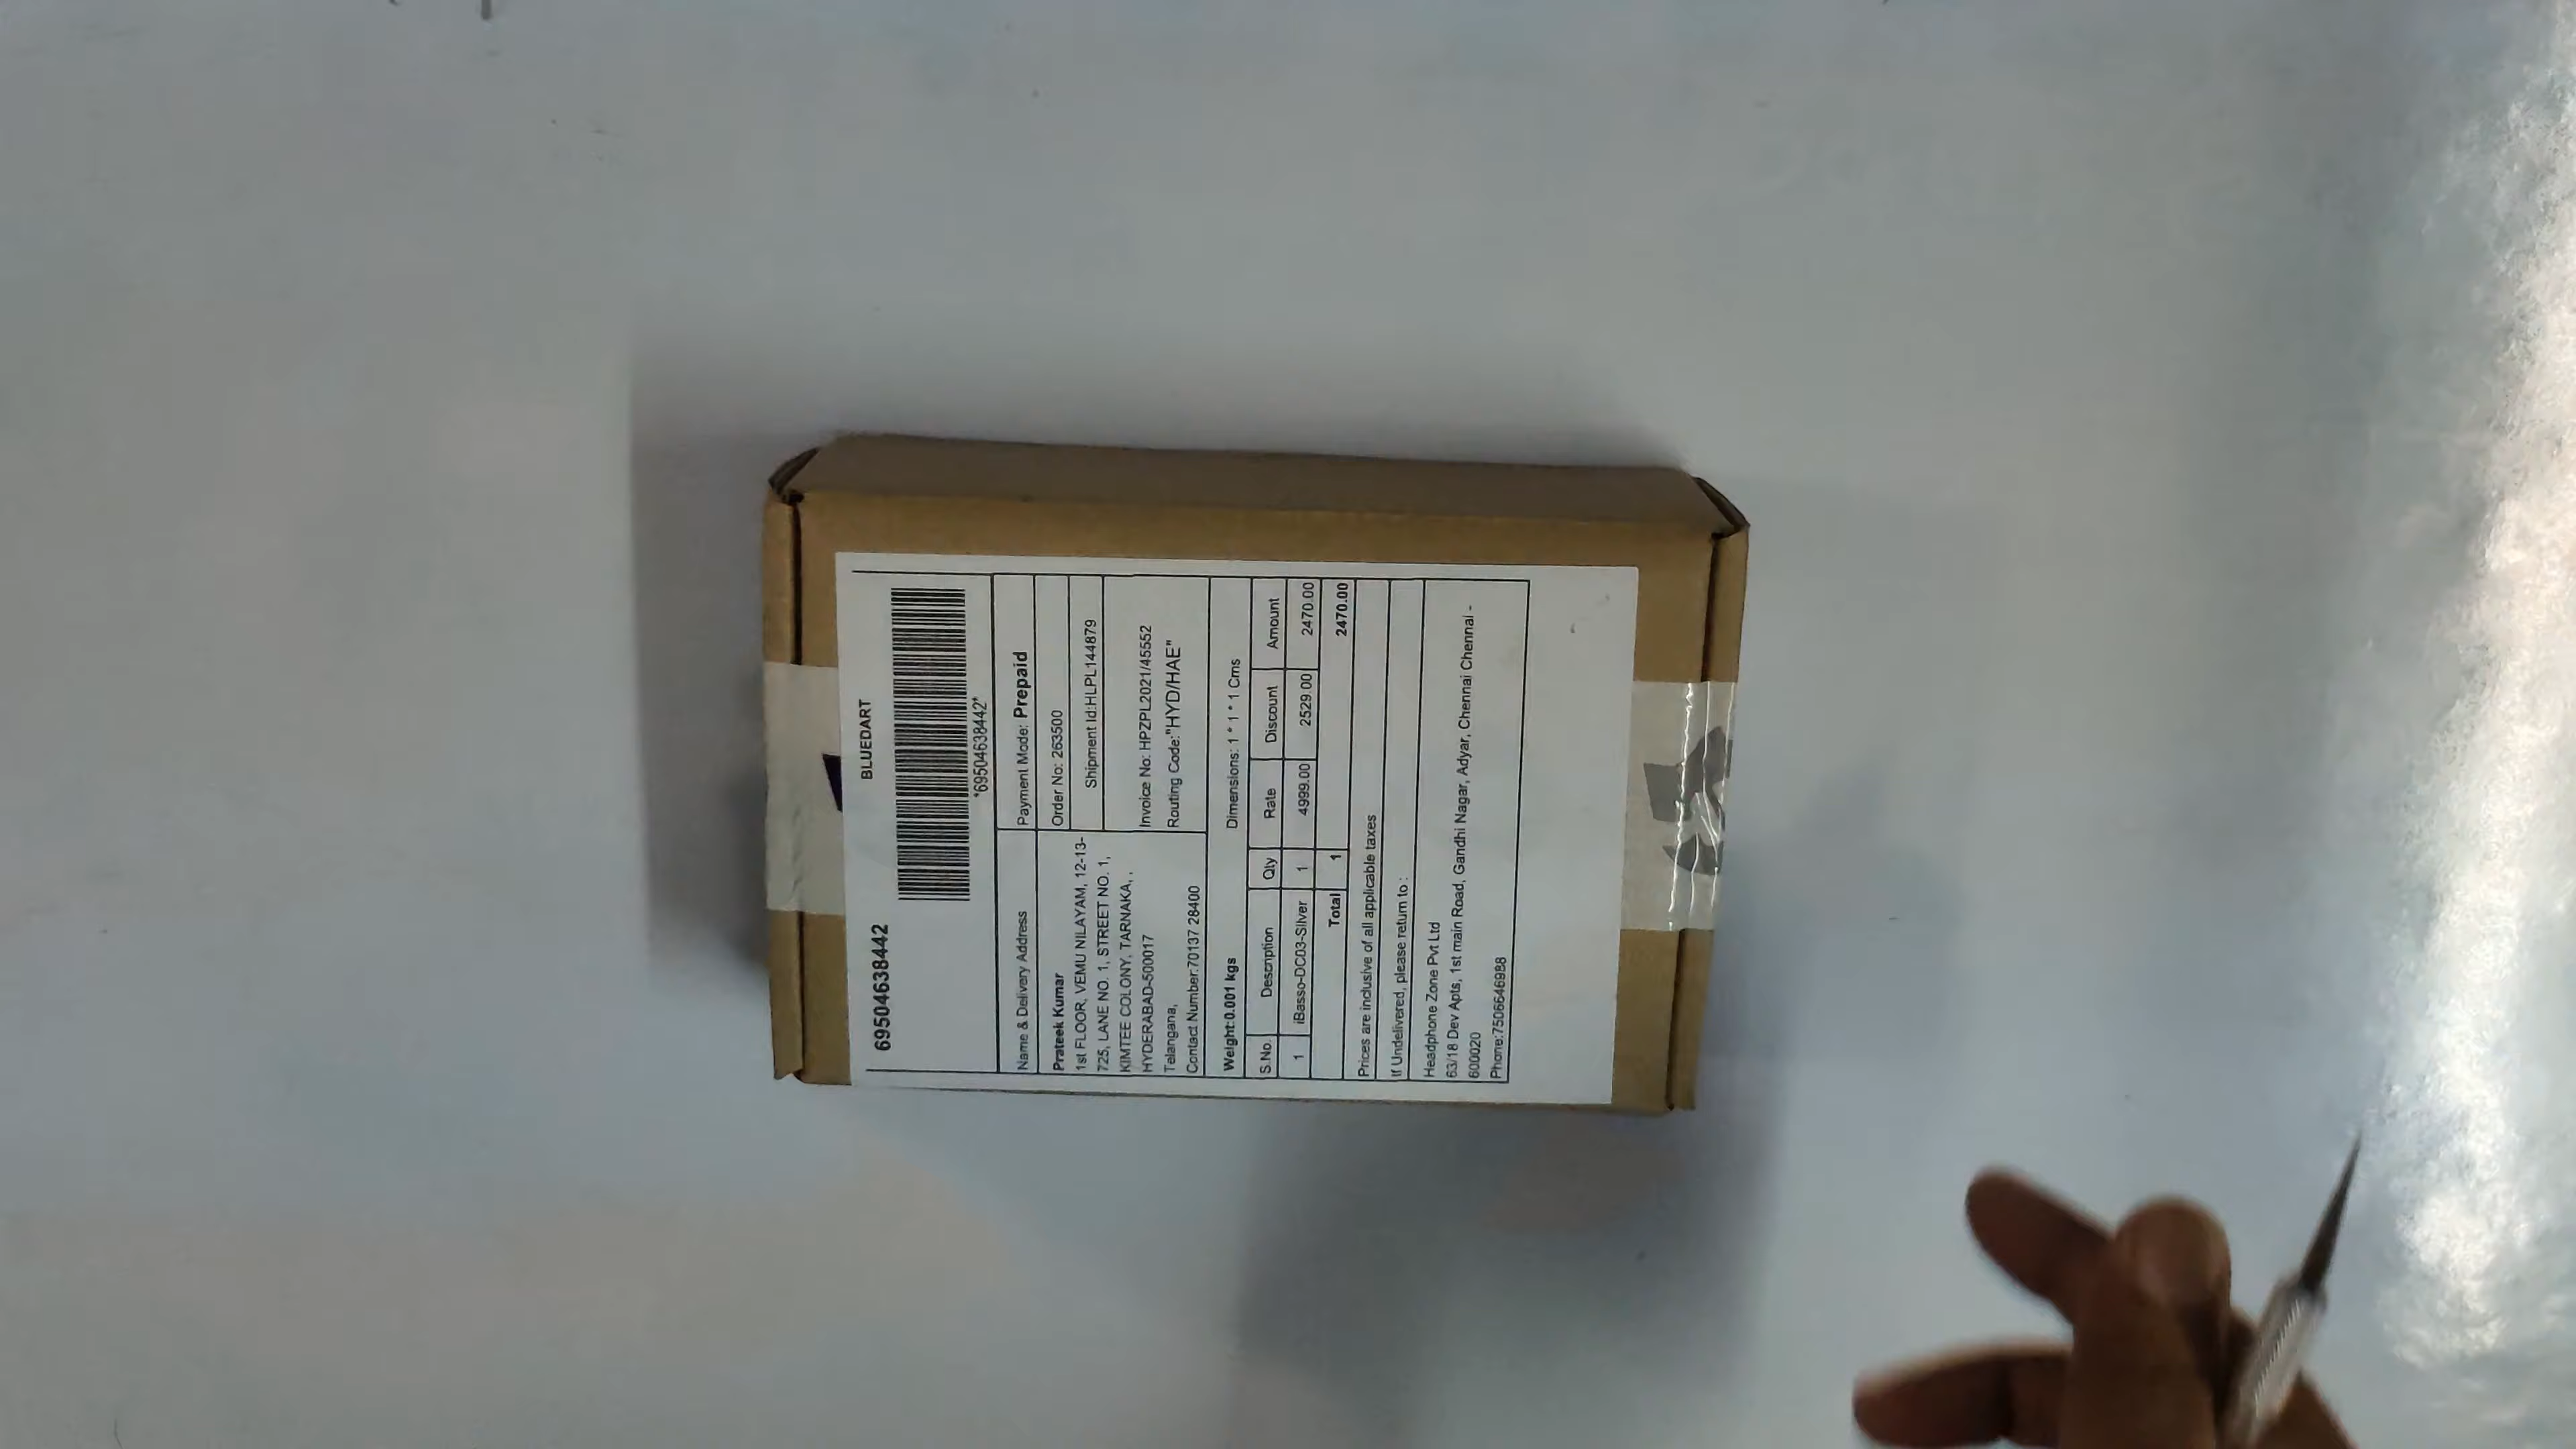 BLUEDART
69504638442
*69504638442*
Name & Delivery Address
Payment Mode: Prepaid
Prateek Kumar
1st FLOOR, VEMU NILAYAM, 12-13-
725, LANE NO. 1, STREET NO. 1,
KIMTEE COLONY, TARNAKA, ,
HYDERABAD-500017
Telangana,
Contact Number:70137 28400
Order No: 263500
Shipment Id:HLPL144879
Invoice No: HPZPL2021/45552
Routing Code:"HYD/HAE"
Weight:0.001 kgs Dimensions: 1 * 1 * 1 Cms
S.No. Description Qty Rate Discount Amount
1 iBasso-DC03-Silver 1 4999.00 2529.00 2470.00
Total 1 2470.00
Prices are inclusive of all applicable taxes
If Undelivered, please return to :
Headphone Zone Pvt Ltd
63/18 Dev Apts, 1st main Road, Gandhi Nagar, Adyar, Chennai Chennai -
600020
Phone:7506646988